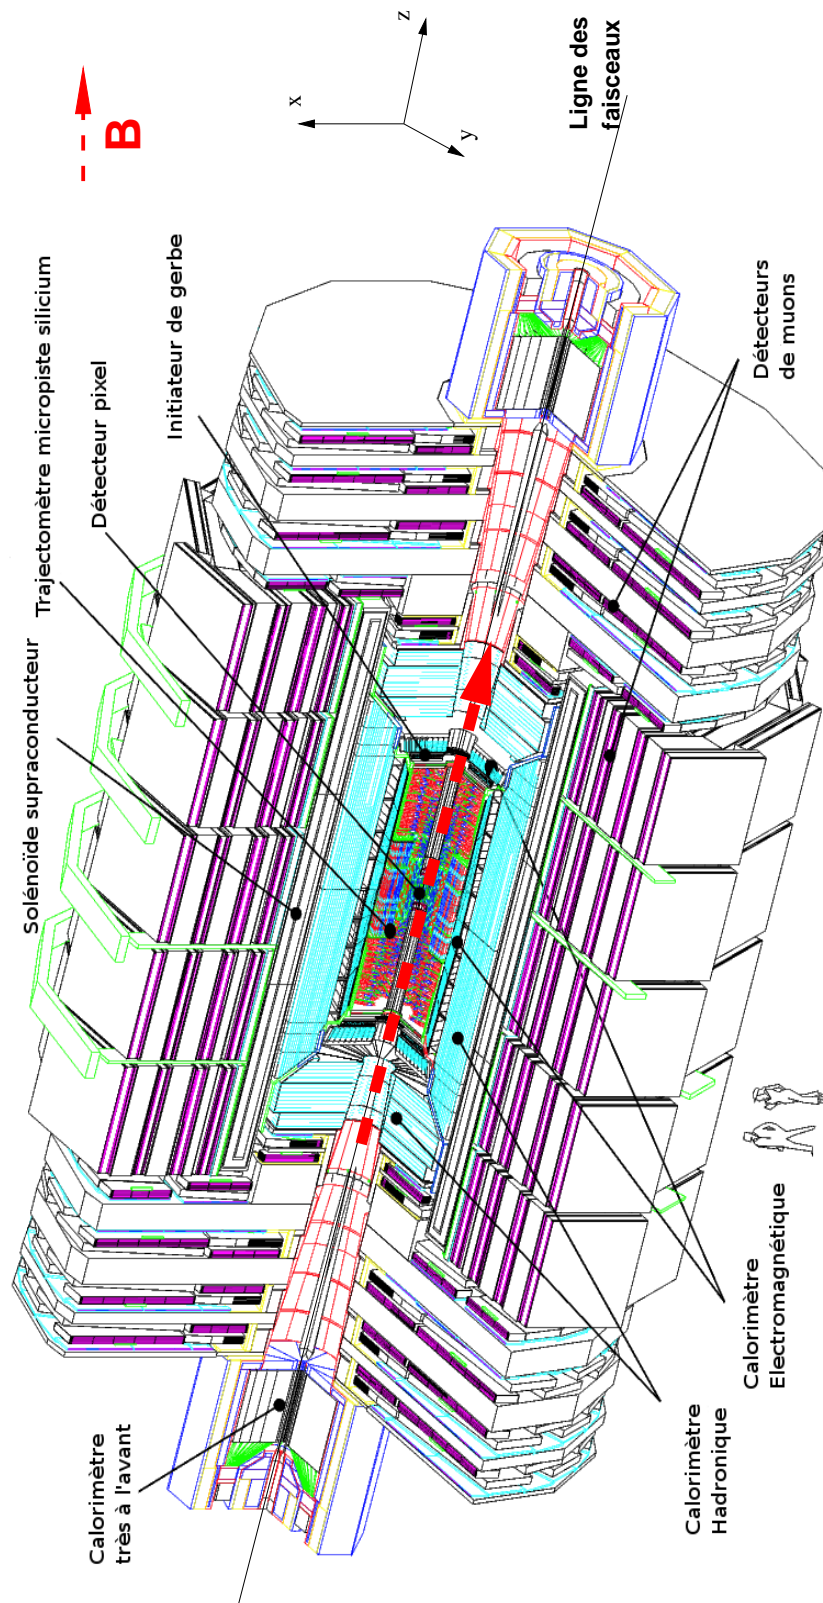 B
x
y
z
Ligne des
faisceaux
Solénoïde supraconducteur
Trajectomètre micropiste silicium
Détecteur pixel
Initiateur de gerbe
Détecteurs
de muons
Calorimètre
Electromagnétique
Calorimètre
Hadronique
Calorimètre
très à l'avant